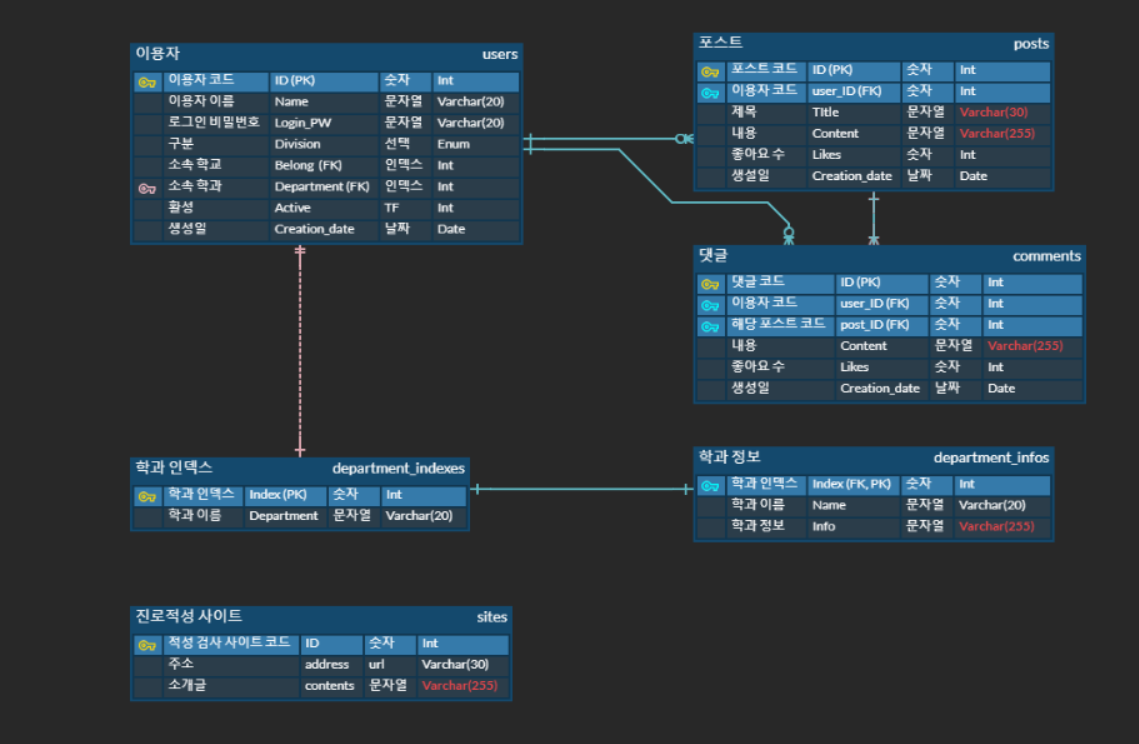 이용자 users
이용자 코드 ID (PK) 숫자 Int
이용자 이름 Name 문자열 Varchar(20)
로그인 비밀번호 Login_PW 문자열 Varchar(20)
구분 Division 선택 Enum
소속 학교 Belong (FK) 인덱스 Int
소속 학과 Department (FK) 인덱스 Int
활성 Active TF Int
생성일 Creation_date 날짜 Date
포스트 posts
포스트 코드 ID (PK) 숫자 Int
이용자 코드 user_ID (FK) 숫자 Int
제목 Title 문자열 Varchar(30)
내용 Content 문자열 Varchar(255)
좋아요 수 Likes 숫자 Int
생설일 Creation_date 날짜 Date
댓글 comments
댓글 코드 ID (PK) 숫자 Int
이용자 코드 user_ID (FK) 숫자 Int
해당 포스트 코드 post_ID (FK) 숫자 Int
내용 Content 문자열 Varchar(255)
좋아요 수 Likes 숫자 Int
생성일 Creation_date 날짜 Date
학과 인덱스 department_indexes
학과 인덱스 Index (PK) 숫자 Int
학과 이름 Department 문자열 Varchar(20)
학과 정보 department_infos
학과 인덱스 Index (FK, PK) 숫자 Int
학과 이름 Name 문자열 Varchar(20)
학과 정보 Info 문자열 Varchar(255)
진로적성 사이트 sites
적성 검사 사이트 코드 ID 숫자 Int
주소 address url Varchar(30)
소개글 contents 문자열 Varchar(255)